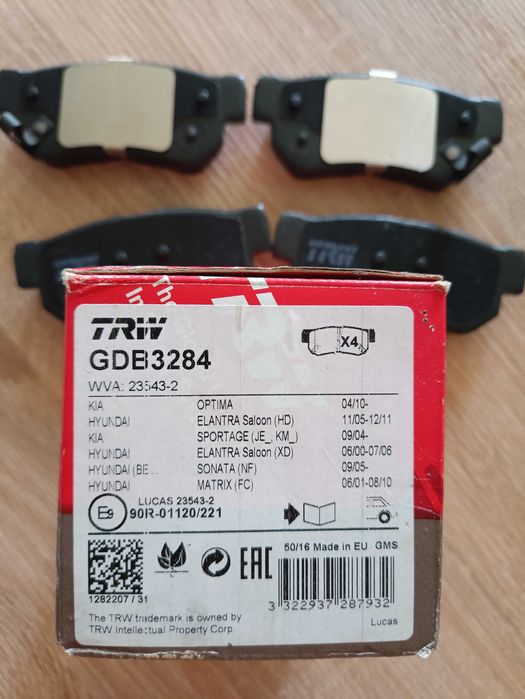 TRW
TRW
GDB3284
X4
WVA: 23543-2
KIA OPTIMA 04/10-
HYUNDAI ELANTRA Saloon (HD) 11/05-12/11
KIA SPORTAGE (JE_, KM_) 09/04-
HYUNDAI ELANTRA Saloon (XD) 06/00-07/06
HYUNDAI (BE... SONATA (NF) 09/05-
HYUNDAI MATRIX (FC) 06/01-08/10
LUCAS 23543-2
E9 90R-01120/221
50/16 Made in EU GMS
EAC
1282207 / 31
3 322937 287932
The TRW trademark is owned by
TRW Intellectual Property Corp.
Lucas